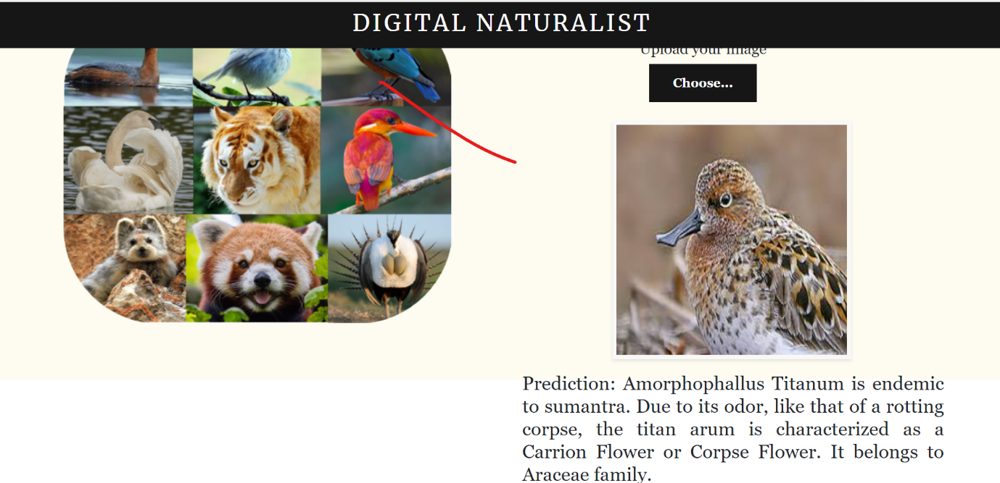 DIGITAL NATURALIST
Upload your image
Choose...
Prediction: Amorphophallus Titanum is endemic
to sumantra. Due to its odor, like that of a rotting
corpse, the titan arum is characterized as a
Carrion Flower or Corpse Flower. It belongs to
Araceae family.